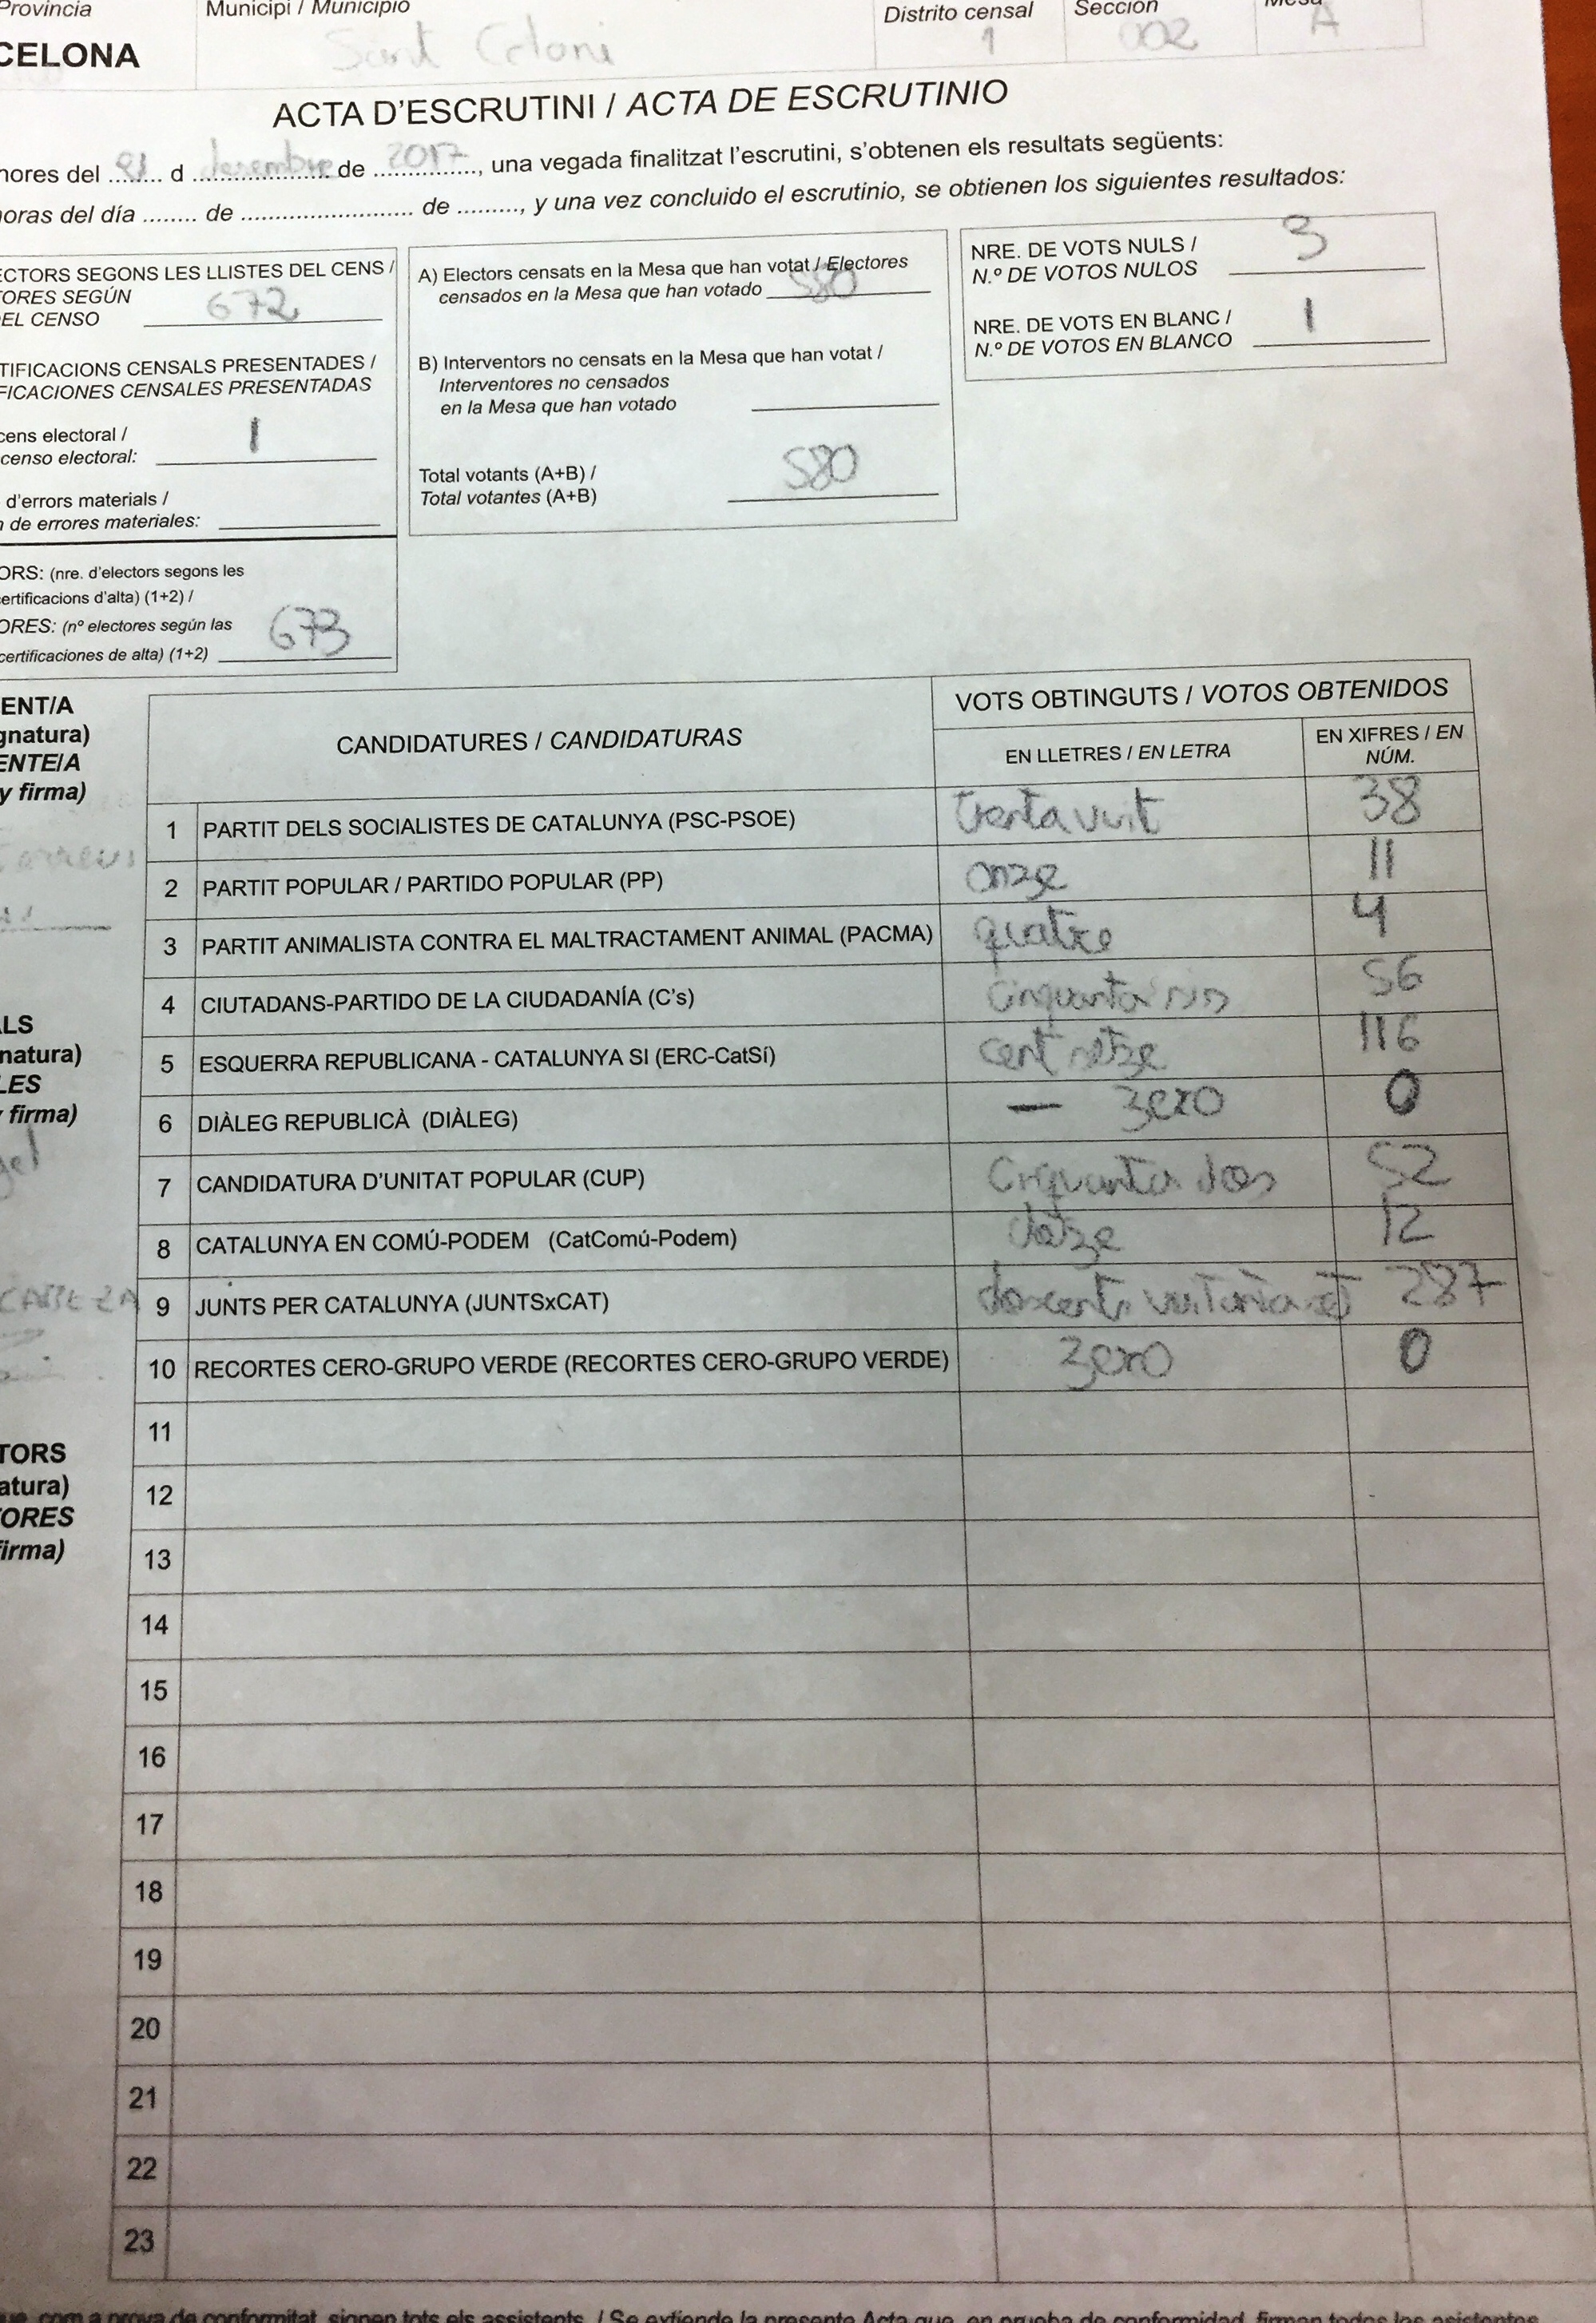 Provincia
Municipi / Municipio
Distrito censal
Sección
Mesa
CELONA
Sant Celoni
1
002
A
ACTA D'ESCRUTINI / ACTA DE ESCRUTINIO
hores del 21 d desembre de 2017, una vegada finalitzat l'escrutini, s'obtenen els resultats següents:
horas del día ........ de .......................... de ........., y una vez concluido el escrutinio, se obtienen los siguientes resultados:
ECTORS SEGONS LES LLISTES DEL CENS /
TORES SEGÚN
EL CENSO 672
TIFICACIONS CENSALS PRESENTADES /
FICACIONES CENSALES PRESENTADAS
cens electoral /
censo electoral: 1
d'errors materials /
n de errores materiales:
ORS: (nre. d'electors segons les
certificacions d'alta) (1+2) /
ORES: (nº electores según las
certificaciones de alta) (1+2) 673
A) Electors censats en la Mesa que han votat / Electores
censados en la Mesa que han votado 580
B) Interventors no censats en la Mesa que han votat /
Interventores no censados
en la Mesa que han votado
Total votants (A+B) /
Total votantes (A+B) 580
NRE. DE VOTS NULS /
N.º DE VOTOS NULOS 3
NRE. DE VOTS EN BLANC /
N.º DE VOTOS EN BLANCO 1
ENT/A
gnatura)
ENTE/A
y firma)
ALS
natura)
LES
firma)
gel
TORS
atura)
TORES
firma)
CANDIDATURES / CANDIDATURAS
VOTS OBTINGUTS / VOTOS OBTENIDOS
EN LLETRES / EN LETRA
EN XIFRES / EN
NÚM.
1 PARTIT DELS SOCIALISTES DE CATALUNYA (PSC-PSOE) trenta vuit 38
2 PARTIT POPULAR / PARTIDO POPULAR (PP) onze 11
3 PARTIT ANIMALISTA CONTRA EL MALTRACTAMENT ANIMAL (PACMA) quatre 4
4 CIUTADANS-PARTIDO DE LA CIUDADANÍA (C's) cinquanta sis 56
5 ESQUERRA REPUBLICANA - CATALUNYA SI (ERC-CatSí) cent setze 116
6 DIÀLEG REPUBLICÀ (DIÀLEG) — zero 0
7 CANDIDATURA D'UNITAT POPULAR (CUP) Cinquanta dos 52
8 CATALUNYA EN COMÚ-PODEM (CatComú-Podem) dotze 12
9 JUNTS PER CATALUNYA (JUNTSxCAT) doscents vuitanta set 287
10 RECORTES CERO-GRUPO VERDE (RECORTES CERO-GRUPO VERDE) zero 0
11
12
13
14
15
16
17
18
19
20
21
22
23
que, com a prova de conformitat, signen tots els assistents. / Se extiende la presente Acta que, en prueba de conformidad, firman todos los asistentes